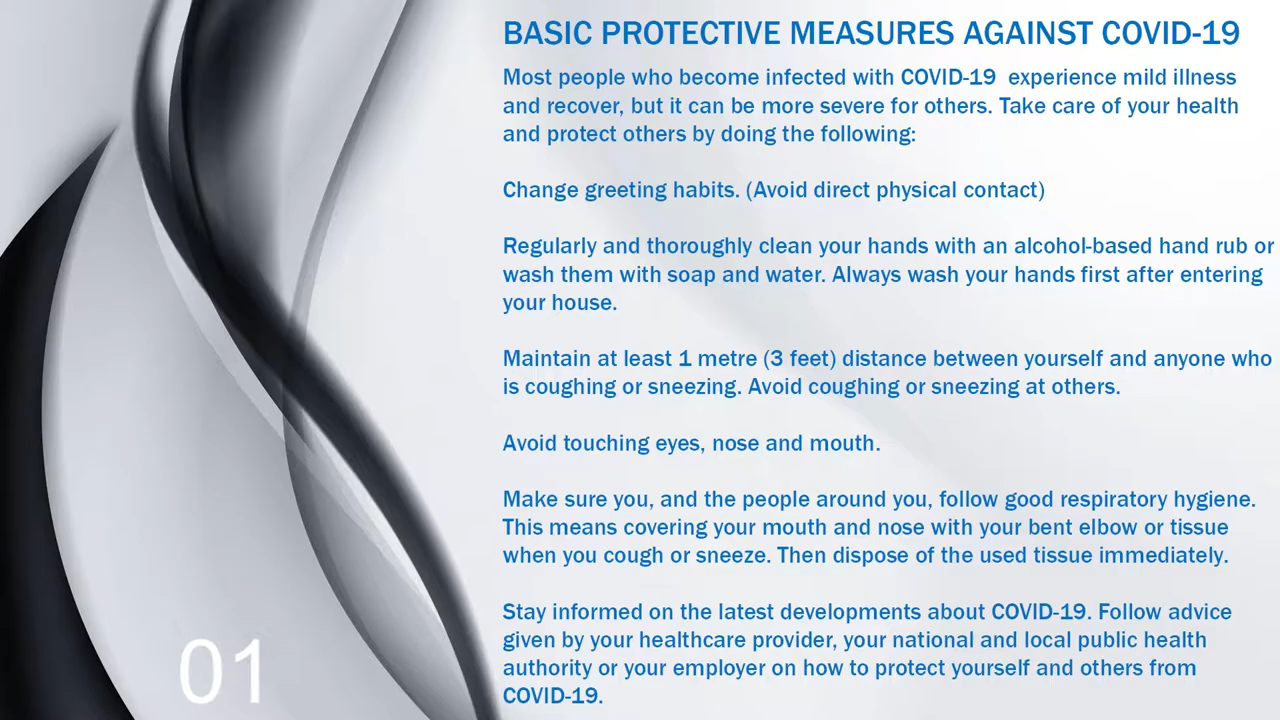 BASIC PROTECTIVE MEASURES AGAINST COVID-19
Most people who become infected with COVID-19  experience mild illness
and recover, but it can be more severe for others. Take care of your health
and protect others by doing the following:
Change greeting habits. (Avoid direct physical contact)
Regularly and thoroughly clean your hands with an alcohol-based hand rub or
wash them with soap and water. Always wash your hands first after entering
your house.
Maintain at least 1 metre (3 feet) distance between yourself and anyone who
is coughing or sneezing. Avoid coughing or sneezing at others.
Avoid touching eyes, nose and mouth.
Make sure you, and the people around you, follow good respiratory hygiene.
This means covering your mouth and nose with your bent elbow or tissue
when you cough or sneeze. Then dispose of the used tissue immediately.
Stay informed on the latest developments about COVID-19. Follow advice
given by your healthcare provider, your national and local public health
authority or your employer on how to protect yourself and others from
COVID-19.
01